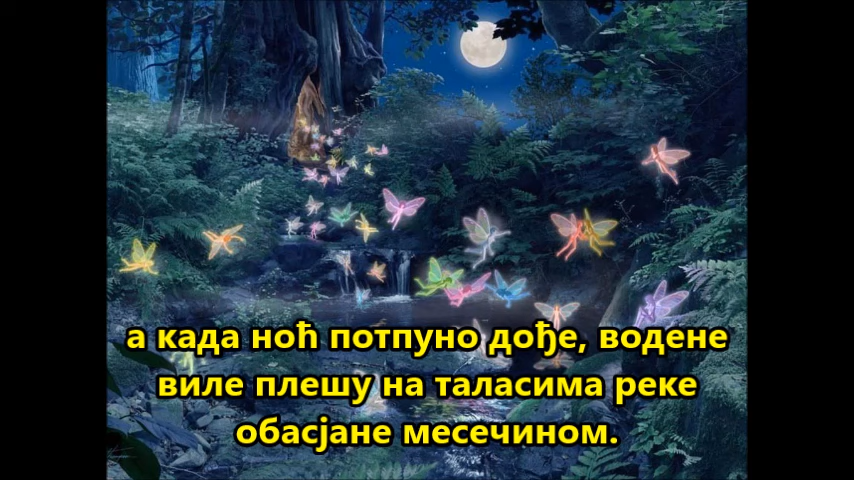 а када ноћ потпуно дође, водене
виле плешу на таласима реке
обасјане месечином.